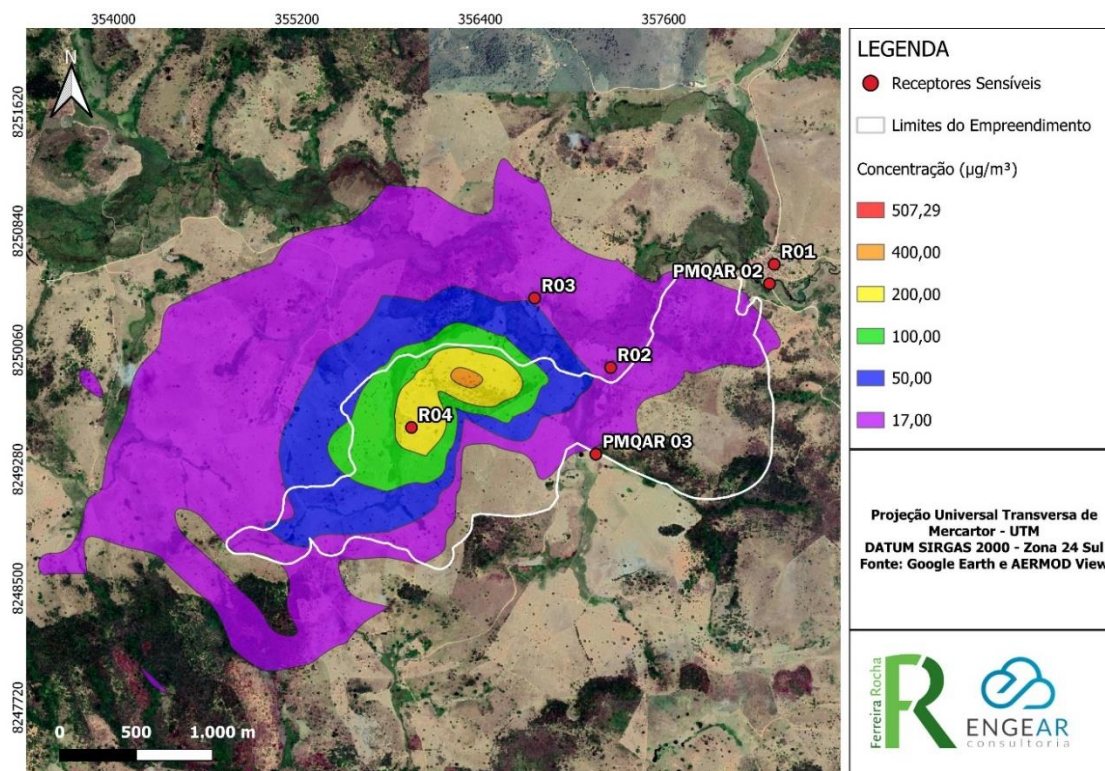 354000
355200
356400
357600
8251620
8250840
8250060
8249280
8248500
8247720
N
R01
PMQAR 02
R03
R02
R04
PMQAR 03
0 500 1.000 m
LEGENDA
Receptores Sensíveis
Limites do Empreendimento
Concentração (µg/m³)
507,29
400,00
200,00
100,00
50,00
17,00
Projeção Universal Transversa de
Mercartor - UTM
DATUM SIRGAS 2000 - Zona 24 Sul
Fonte: Google Earth e AERMOD View
Ferreira Rocha
FR
ENGEAR
consultoria